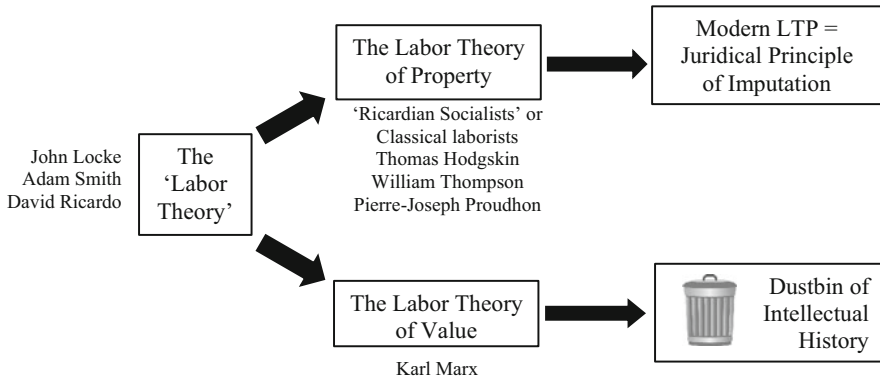 John Locke
Adam Smith
David Ricardo
The
‘Labor
Theory’
The Labor Theory
of Property
‘Ricardian Socialists’ or
Classical laborists
Thomas Hodgskin
William Thompson
Pierre-Joseph Proudhon
Modern LTP =
Juridical Principle
of Imputation
The Labor Theory
of Value
Karl Marx
Dustbin of
Intellectual
History